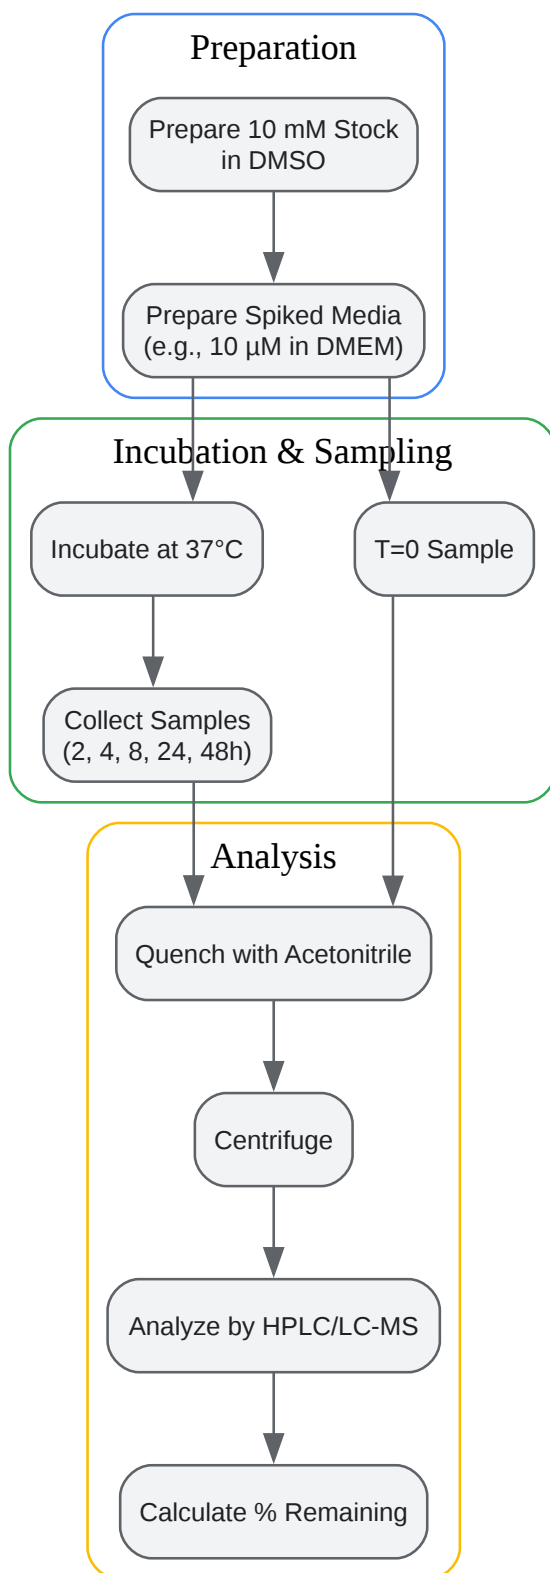 Preparation
Prepare 10 mM Stock
in DMSO
Prepare Spiked Media
(e.g., 10 µM in DMEM)
Incubation & Sampling
Incubate at 37°C
T=0 Sample
Collect Samples
(2, 4, 8, 24, 48h)
Analysis
Quench with Acetonitrile
Centrifuge
Analyze by HPLC/LC-MS
Calculate % Remaining